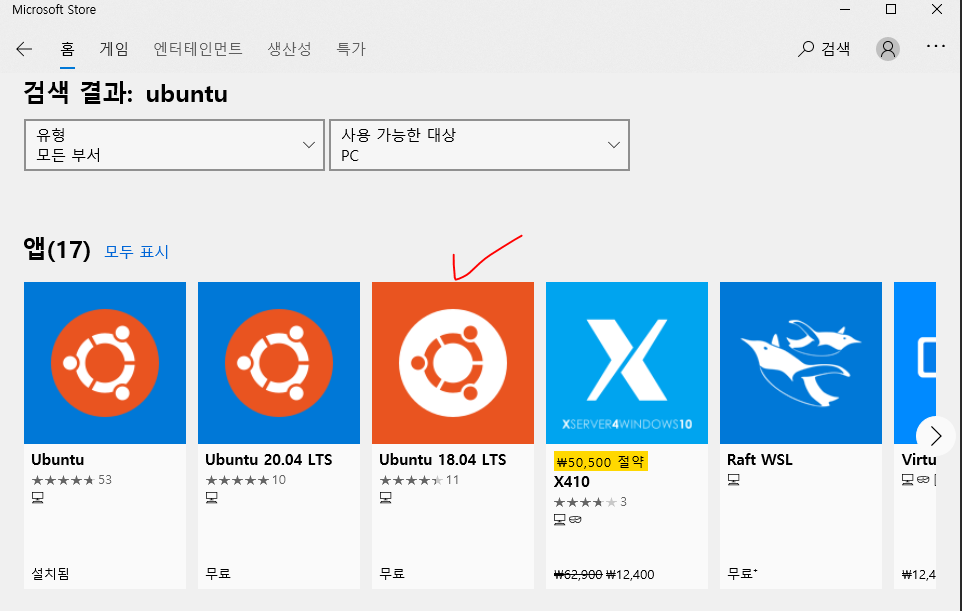 Microsoft Store
홈 게임 엔터테인먼트 생산성 특가 검색
검색 결과: ubuntu
유형
모든 부서
사용 가능한 대상
PC
앱(17) 모두 표시
XSERVER4WINDOWS10
Ubuntu
53
설치됨
Ubuntu 20.04 LTS
10
무료
Ubuntu 18.04 LTS
11
무료
₩50,500 절약
X410
3
₩62,900 ₩12,400
Raft WSL
무료+
Virtu
₩12,4